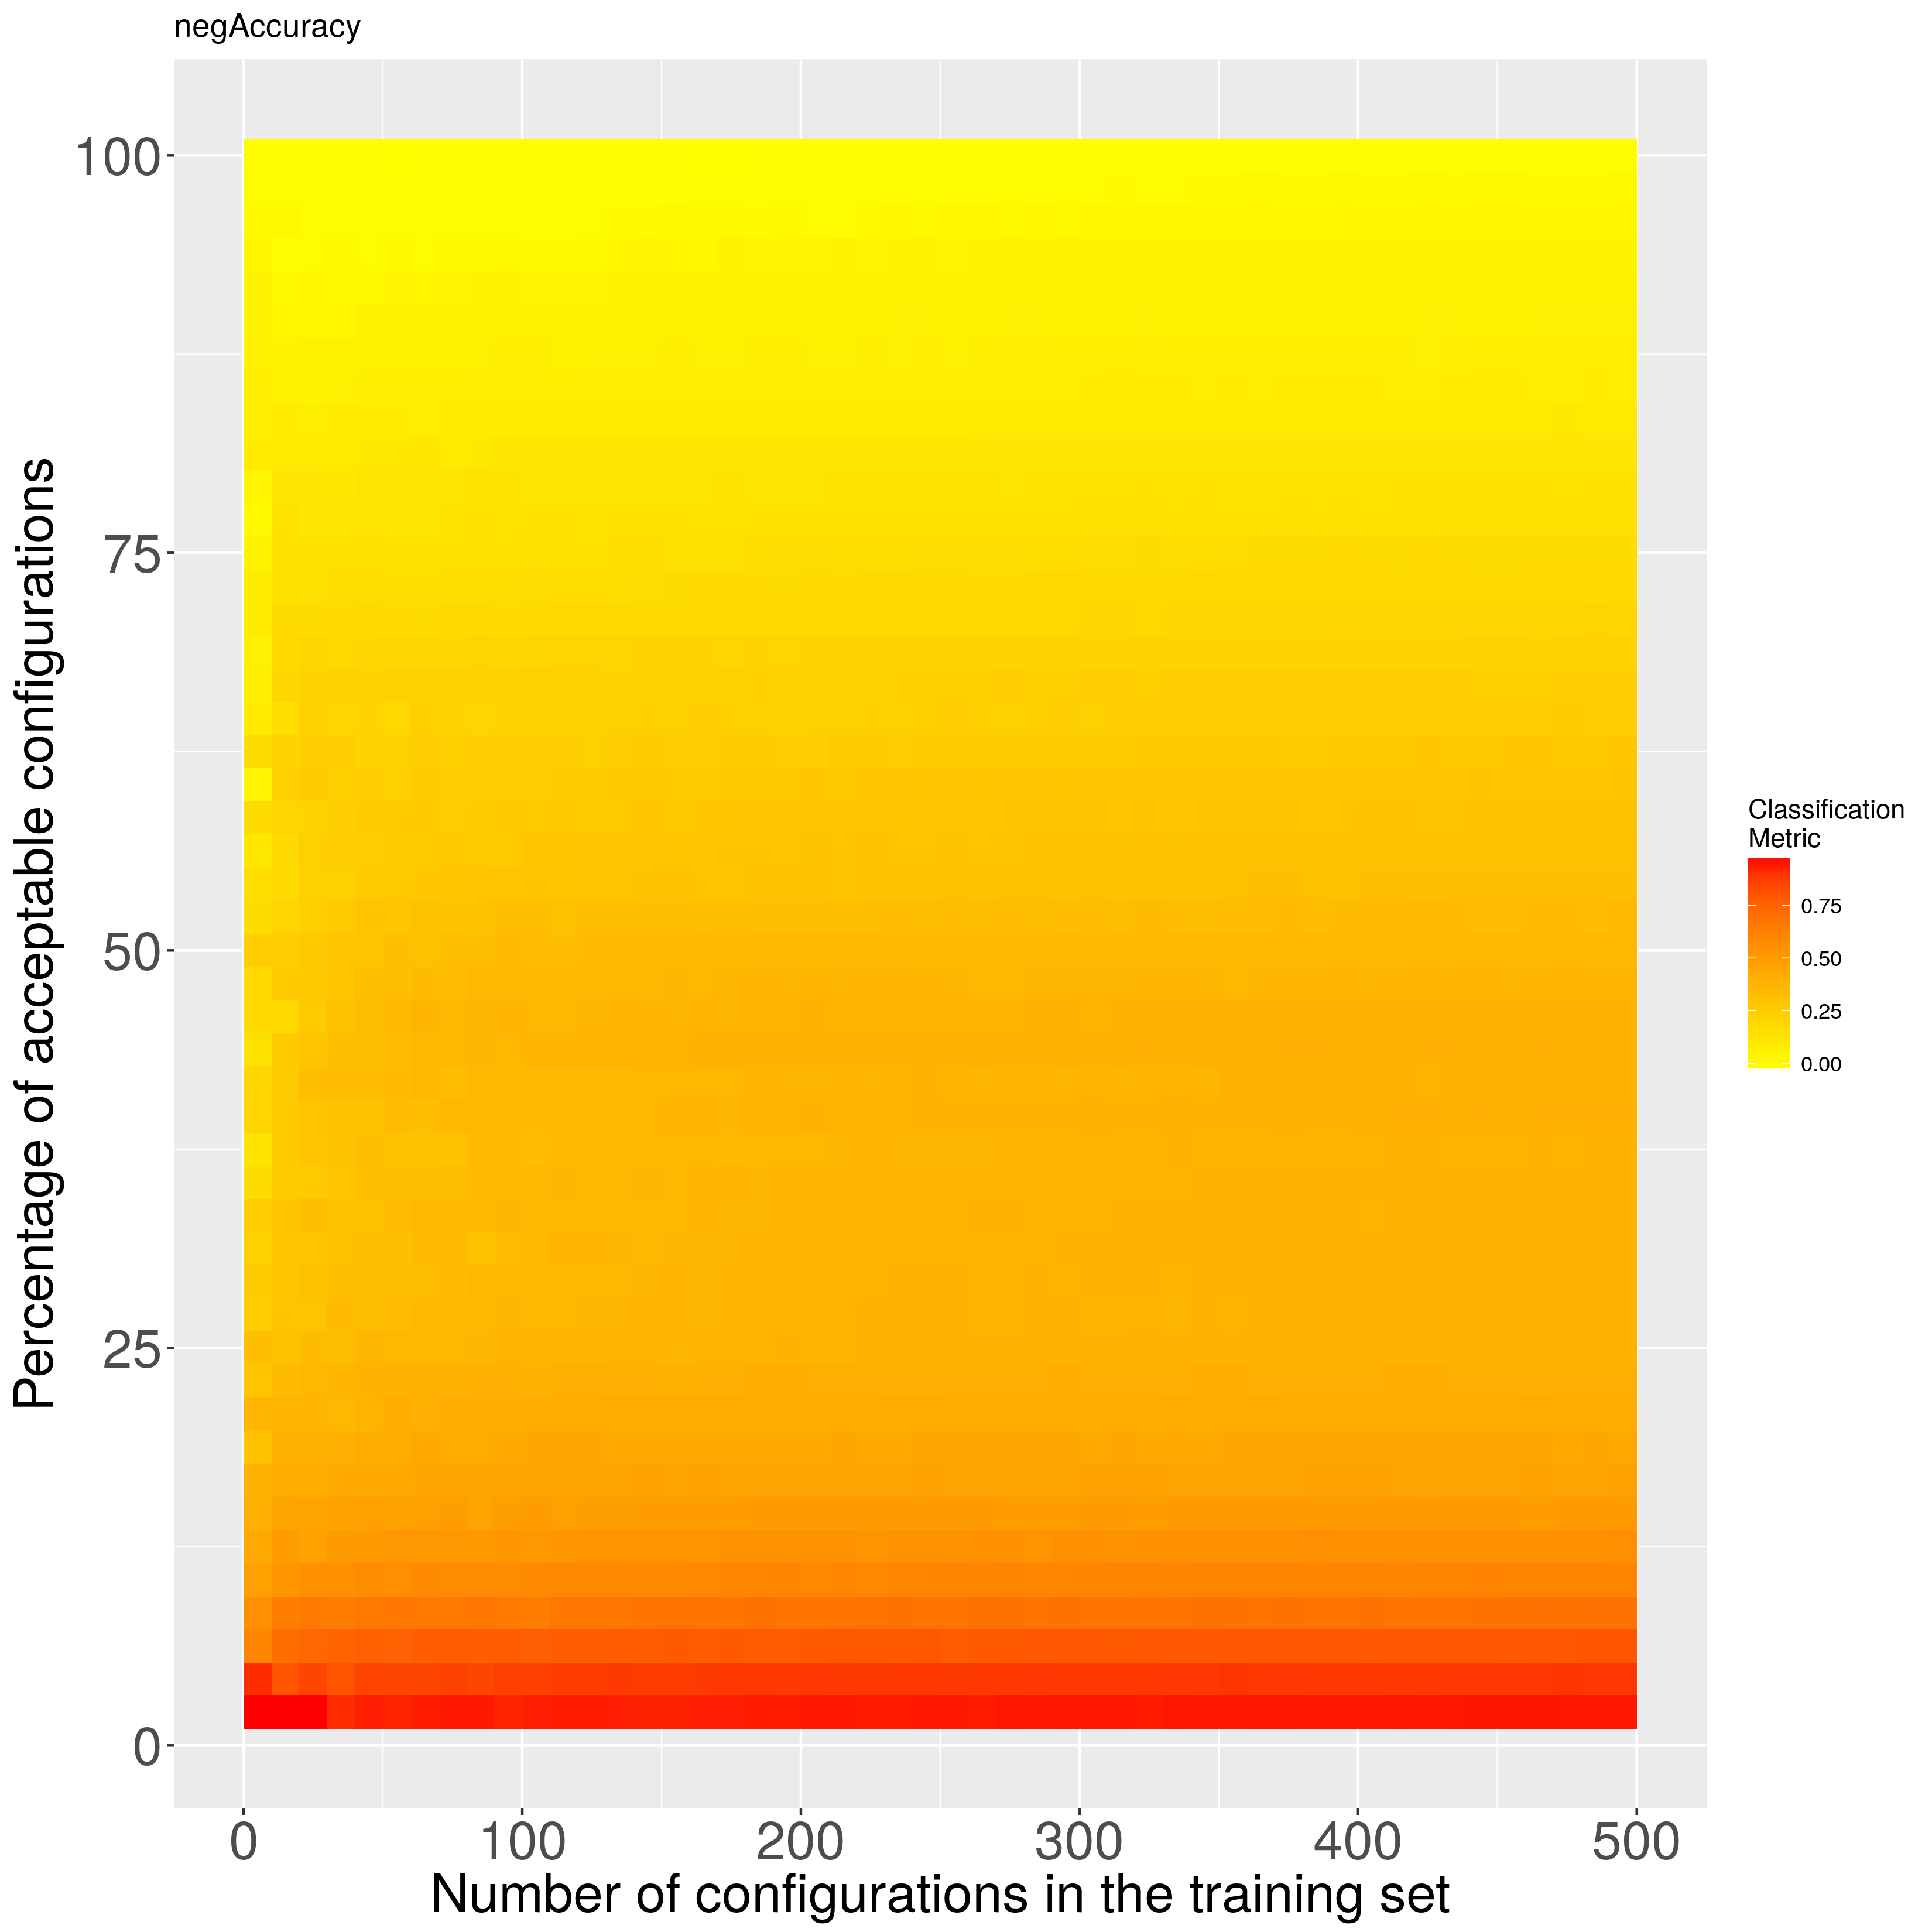 negAccuracy
Percentage of acceptable configurations
100
75
50
25
0
0 100 200 300 400 500
Number of configurations in the training set
Classification
Metric
0.75
0.50
0.25
0.00